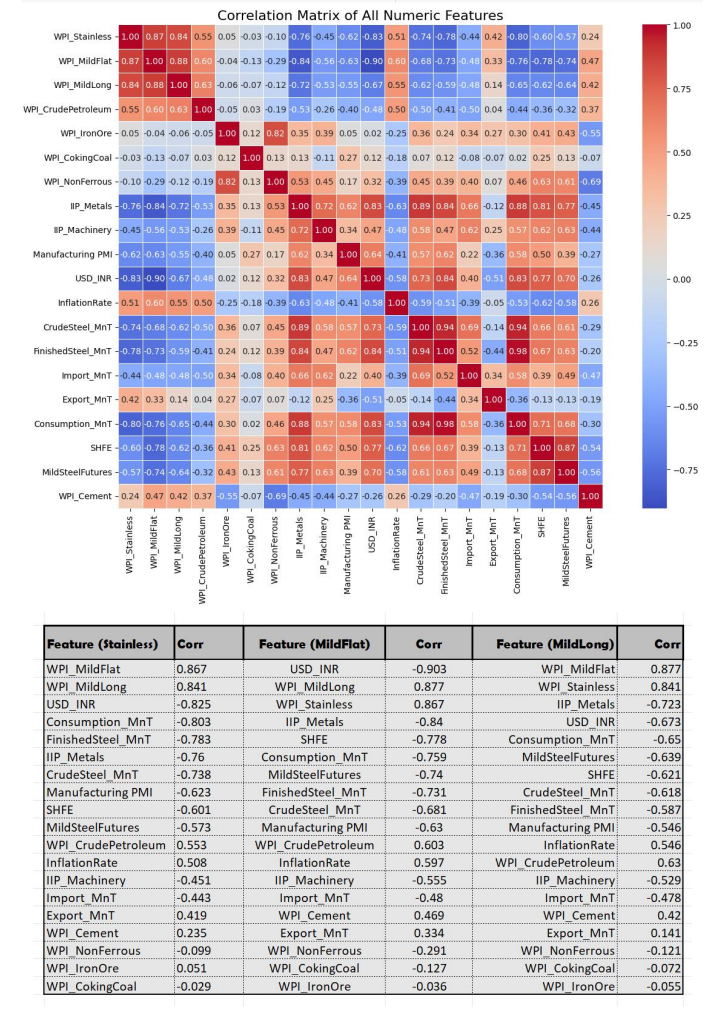 Correlation Matrix of All Numeric Features
WPI_Stainless 1.00 0.87 0.84 0.55 0.05 -0.03 -0.10 -0.76 -0.45 -0.62 -0.83 0.51 -0.74 -0.78 -0.44 0.42 -0.80 -0.60 -0.57 0.24
WPI_MildFlat 0.87 1.00 0.88 0.60 -0.04 -0.13 -0.29 -0.84 -0.56 -0.63 -0.90 0.60 -0.68 -0.73 -0.48 0.33 -0.76 -0.78 -0.74 0.47
WPI_MildLong 0.84 0.88 1.00 0.63 -0.06 -0.07 -0.12 -0.72 -0.53 -0.55 -0.67 0.55 -0.62 -0.59 -0.48 0.14 -0.65 -0.62 -0.64 0.42
WPI_CrudePetroleum 0.55 0.60 0.63 1.00 -0.05 0.03 -0.19 -0.53 -0.26 -0.40 -0.48 0.50 -0.50 -0.41 -0.50 0.04 -0.44 -0.36 -0.32 0.37
WPI_IronOre 0.05 -0.04 -0.06 -0.05 1.00 0.12 0.82 0.35 0.39 0.05 0.02 -0.25 0.36 0.24 0.34 0.27 0.30 0.41 0.43 -0.55
WPI_CokingCoal -0.03 -0.13 -0.07 0.03 0.12 1.00 0.13 0.13 -0.11 0.27 0.12 -0.18 0.07 0.12 -0.08 -0.07 0.02 0.25 0.13 -0.07
WPI_NonFerrous -0.10 -0.29 -0.12 -0.19 0.82 0.13 1.00 0.53 0.45 0.17 0.32 -0.39 0.45 0.39 0.40 0.07 0.46 0.63 0.61 -0.69
IIP_Metals -0.76 -0.84 -0.72 -0.53 0.35 0.13 0.53 1.00 0.72 0.62 0.83 -0.63 0.89 0.84 0.66 -0.12 0.88 0.81 0.77 -0.45
IIP_Machinery -0.45 -0.56 -0.53 -0.26 0.39 -0.11 0.45 0.72 1.00 0.34 0.47 -0.48 0.58 0.47 0.62 0.25 0.57 0.62 0.63 -0.44
Manufacturing PMI -0.62 -0.63 -0.55 -0.40 0.05 0.27 0.17 0.62 0.34 1.00 0.64 -0.41 0.57 0.62 0.22 -0.36 0.58 0.50 0.39 -0.27
USD_INR -0.83 -0.90 -0.67 -0.48 0.02 0.12 0.32 0.83 0.47 0.64 1.00 -0.58 0.73 0.84 0.40 -0.51 0.83 0.77 0.70 -0.26
InflationRate 0.51 0.60 0.55 0.50 -0.25 -0.18 -0.39 -0.63 -0.48 -0.41 -0.58 1.00 -0.59 -0.51 -0.39 -0.05 -0.53 -0.62 -0.58 0.26
CrudeSteel_MnT -0.74 -0.68 -0.62 -0.50 0.36 0.07 0.45 0.89 0.58 0.57 0.73 -0.59 1.00 0.94 0.69 -0.14 0.94 0.66 0.61 -0.29
FinishedSteel_MnT -0.78 -0.73 -0.59 -0.41 0.24 0.12 0.39 0.84 0.47 0.62 0.84 -0.51 0.94 1.00 0.52 -0.44 0.98 0.67 0.63 -0.20
Import_MnT -0.44 -0.48 -0.48 -0.50 0.34 -0.08 0.40 0.66 0.62 0.22 0.40 -0.39 0.69 0.52 1.00 0.34 0.58 0.39 0.49 -0.47
Export_MnT 0.42 0.33 0.14 0.04 0.27 -0.07 0.07 -0.12 0.25 -0.36 -0.51 -0.05 -0.14 -0.44 0.34 1.00 -0.36 -0.13 -0.13 -0.19
Consumption_MnT -0.80 -0.76 -0.65 -0.44 0.30 0.02 0.46 0.88 0.57 0.58 0.83 -0.53 0.94 0.98 0.58 -0.36 1.00 0.71 0.68 -0.30
SHFE -0.60 -0.78 -0.62 -0.36 0.41 0.25 0.63 0.81 0.62 0.50 0.77 -0.62 0.66 0.67 0.39 -0.13 0.71 1.00 0.87 -0.54
MildSteelFutures -0.57 -0.74 -0.64 -0.32 0.43 0.13 0.61 0.77 0.63 0.39 0.70 -0.58 0.61 0.63 0.49 -0.13 0.68 0.87 1.00 -0.56
WPI_Cement 0.24 0.47 0.42 0.37 -0.55 -0.07 -0.69 -0.45 -0.44 -0.27 -0.26 0.26 -0.29 -0.20 -0.47 -0.19 -0.30 -0.54 -0.56 1.00
WPI_Stainless WPI_MildFlat WPI_MildLong WPI_CrudePetroleum WPI_IronOre WPI_CokingCoal WPI_NonFerrous IIP_Metals IIP_Machinery Manufacturing PMI USD_INR InflationRate CrudeSteel_MnT FinishedSteel_MnT Import_MnT Export_MnT Consumption_MnT SHFE MildSteelFutures WPI_Cement
1.00
0.75
0.50
0.25
0.00
-0.25
-0.50
-0.75
Feature (Stainless) Corr Feature (MildFlat) Corr Feature (MildLong) Corr
WPI_MildFlat 0.867 USD_INR -0.903 WPI_MildFlat 0.877
WPI_MildLong 0.841 WPI_MildLong 0.877 WPI_Stainless 0.841
USD_INR -0.825 WPI_Stainless 0.867 IIP_Metals -0.723
Consumption_MnT -0.803 IIP_Metals -0.84 USD_INR -0.673
FinishedSteel_MnT -0.783 SHFE -0.778 Consumption_MnT -0.65
IIP_Metals -0.76 Consumption_MnT -0.759 MildSteelFutures -0.639
CrudeSteel_MnT -0.738 MildSteelFutures -0.74 SHFE -0.621
Manufacturing PMI -0.623 FinishedSteel_MnT -0.731 CrudeSteel_MnT -0.618
SHFE -0.601 CrudeSteel_MnT -0.681 FinishedSteel_MnT -0.587
MildSteelFutures -0.573 Manufacturing PMI -0.63 Manufacturing PMI -0.546
WPI_CrudePetroleum 0.553 WPI_CrudePetroleum 0.603 InflationRate 0.546
InflationRate 0.508 InflationRate 0.597 WPI_CrudePetroleum 0.63
IIP_Machinery -0.451 IIP_Machinery -0.555 IIP_Machinery -0.529
Import_MnT -0.443 Import_MnT -0.48 Import_MnT -0.478
Export_MnT 0.419 WPI_Cement 0.469 WPI_Cement 0.42
WPI_Cement 0.235 Export_MnT 0.334 Export_MnT 0.141
WPI_NonFerrous -0.099 WPI_NonFerrous -0.291 WPI_NonFerrous -0.121
WPI_IronOre 0.051 WPI_CokingCoal -0.127 WPI_CokingCoal -0.072
WPI_CokingCoal -0.029 WPI_IronOre -0.036 WPI_IronOre -0.055